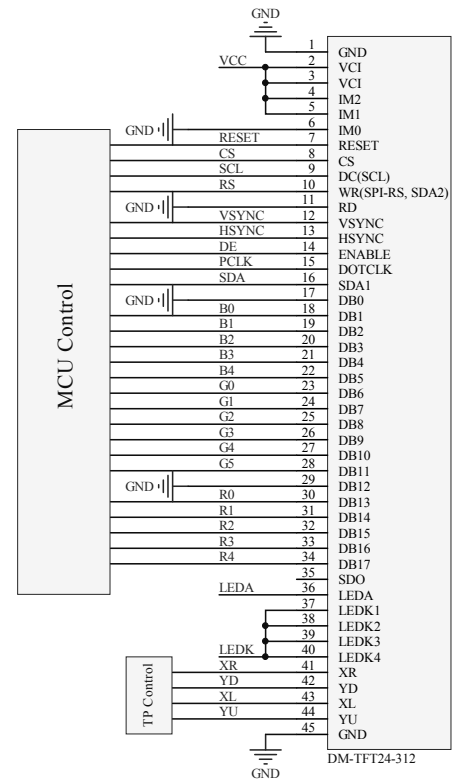 GND
1 GND
VCC 2 VCI
3 VCI
4 IM2
5 IM1
GND 6 IM0
RESET 7 RESET
CS 8 CS
SCL 9 DC(SCL)
RS 10 WR(SPI-RS, SDA2)
GND 11 RD
VSYNC 12 VSYNC
HSYNC 13 HSYNC
DE 14 ENABLE
PCLK 15 DOTCLK
SDA 16 SDA1
GND 17 DB0
B0 18 DB1
B1 19 DB2
B2 20 DB3
B3 21 DB4
B4 22 DB5
G0 23 DB6
G1 24 DB7
G2 25 DB8
G3 26 DB9
G4 27 DB10
G5 28 DB11
GND 29 DB12
R0 30 DB13
R1 31 DB14
R2 32 DB15
R3 33 DB16
R4 34 DB17
35 SDO
LEDA 36 LEDA
37 LEDK1
38 LEDK2
39 LEDK3
LEDK 40 LEDK4
XR 41 XR
YD 42 YD
XL 43 XL
YU 44 YU
45 GND
MCU Control
TP Control
DM-TFT24-312
GND